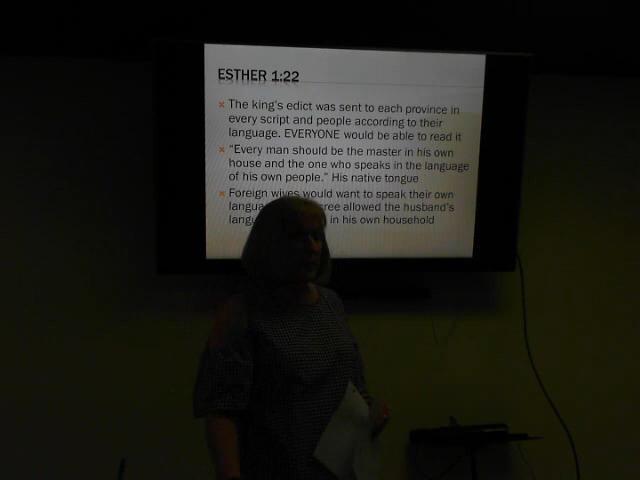 ESTHER 1:22
The king's edict was sent to each province in
every script and people according to their
language. EVERYONE would be able to read it
"Every man should be the master in his own
house and the one who speaks in the language
of his own people." His native tongue
Foreign wives would want to speak their own
allowed the husband's
in his own household